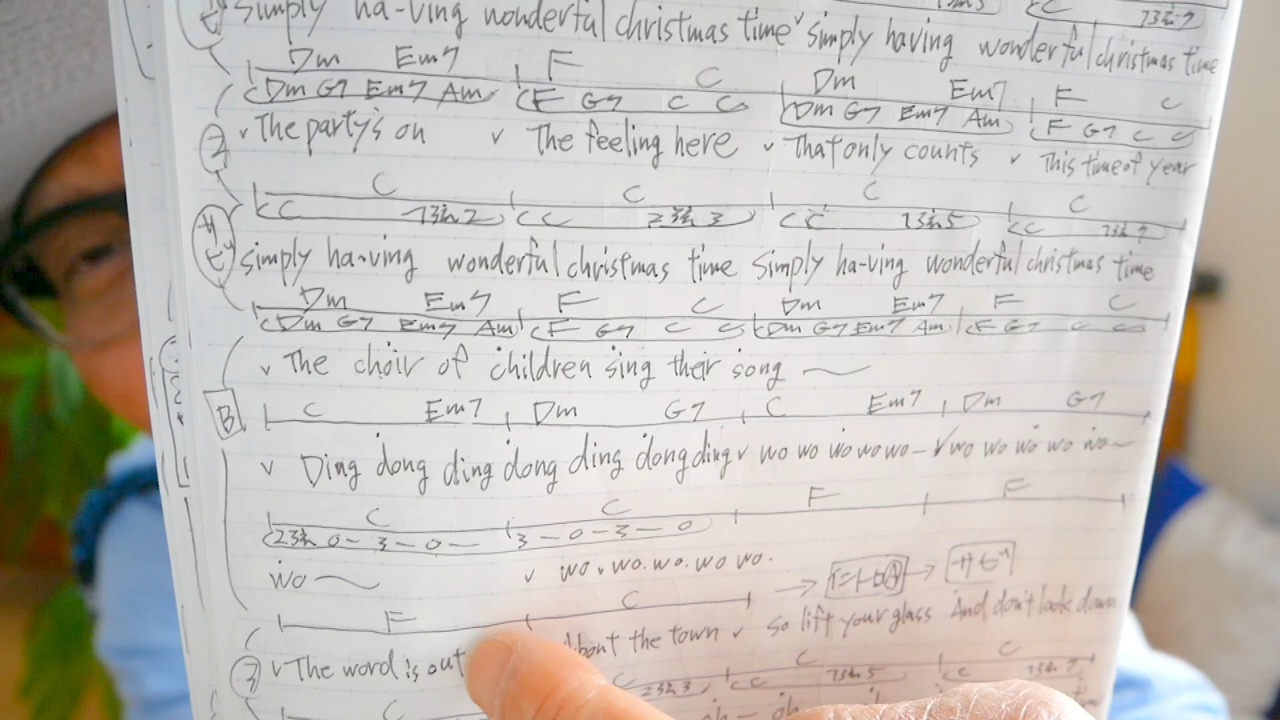 simply ha-ving wonderful christmas time simply having wonderful christmas time
Dm Em7 F C Dm Em7 F C
Dm G7 Em7 Am F G7 C C Dm G7 Em7 Am F G7 C C
② The party's on The feeling here That only counts This time of year
C C C C
C C C C C C C C
サビ simply ha-ving wonderful christmas time simply ha-ving wonderful christmas time
Dm Em7 F C Dm Em7 F C
Dm G7 Em7 Am F G7 C C Dm G7 Em7 Am F G7 C C
The choir of children sing their song
B C Em7 Dm G7 C Em7 Dm G7
Ding dong ding dong ding dong ding wo wo wo wo wo – wo wo wo wo wo –
C C F F
0 – 3 – 0 – 3 – 0 – 3 – 0
wo wo. wo. wo. wo wo.
F C
③ The word is out About the town so lift your glass And don't look down
C C C
C